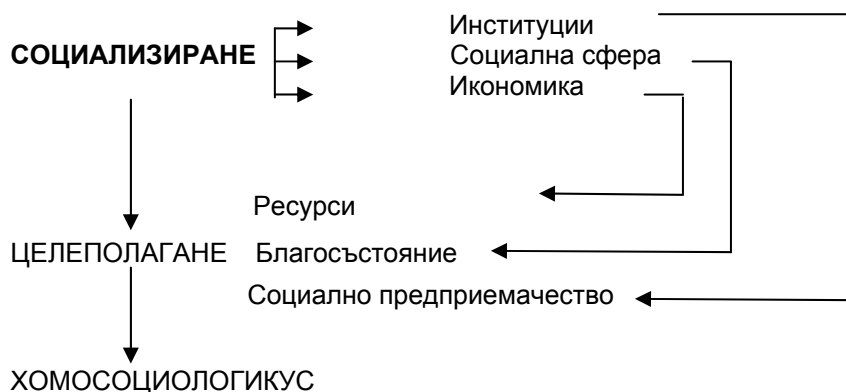 Институции
СОЦИАЛИЗИРАНЕ Социална сфера
Икономика
Ресурси
ЦЕЛЕПОЛАГАНЕ Благосъстояние
Социално предприемачество
ХОМОСОЦИОЛОГИКУС